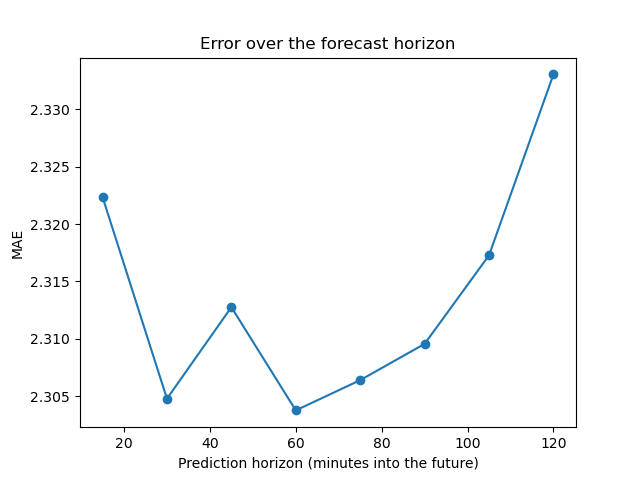 Error over the forecast horizon
2.330
2.325
2.320
2.315
2.310
2.305
MAE
20 40 60 80 100 120
Prediction horizon (minutes into the future)